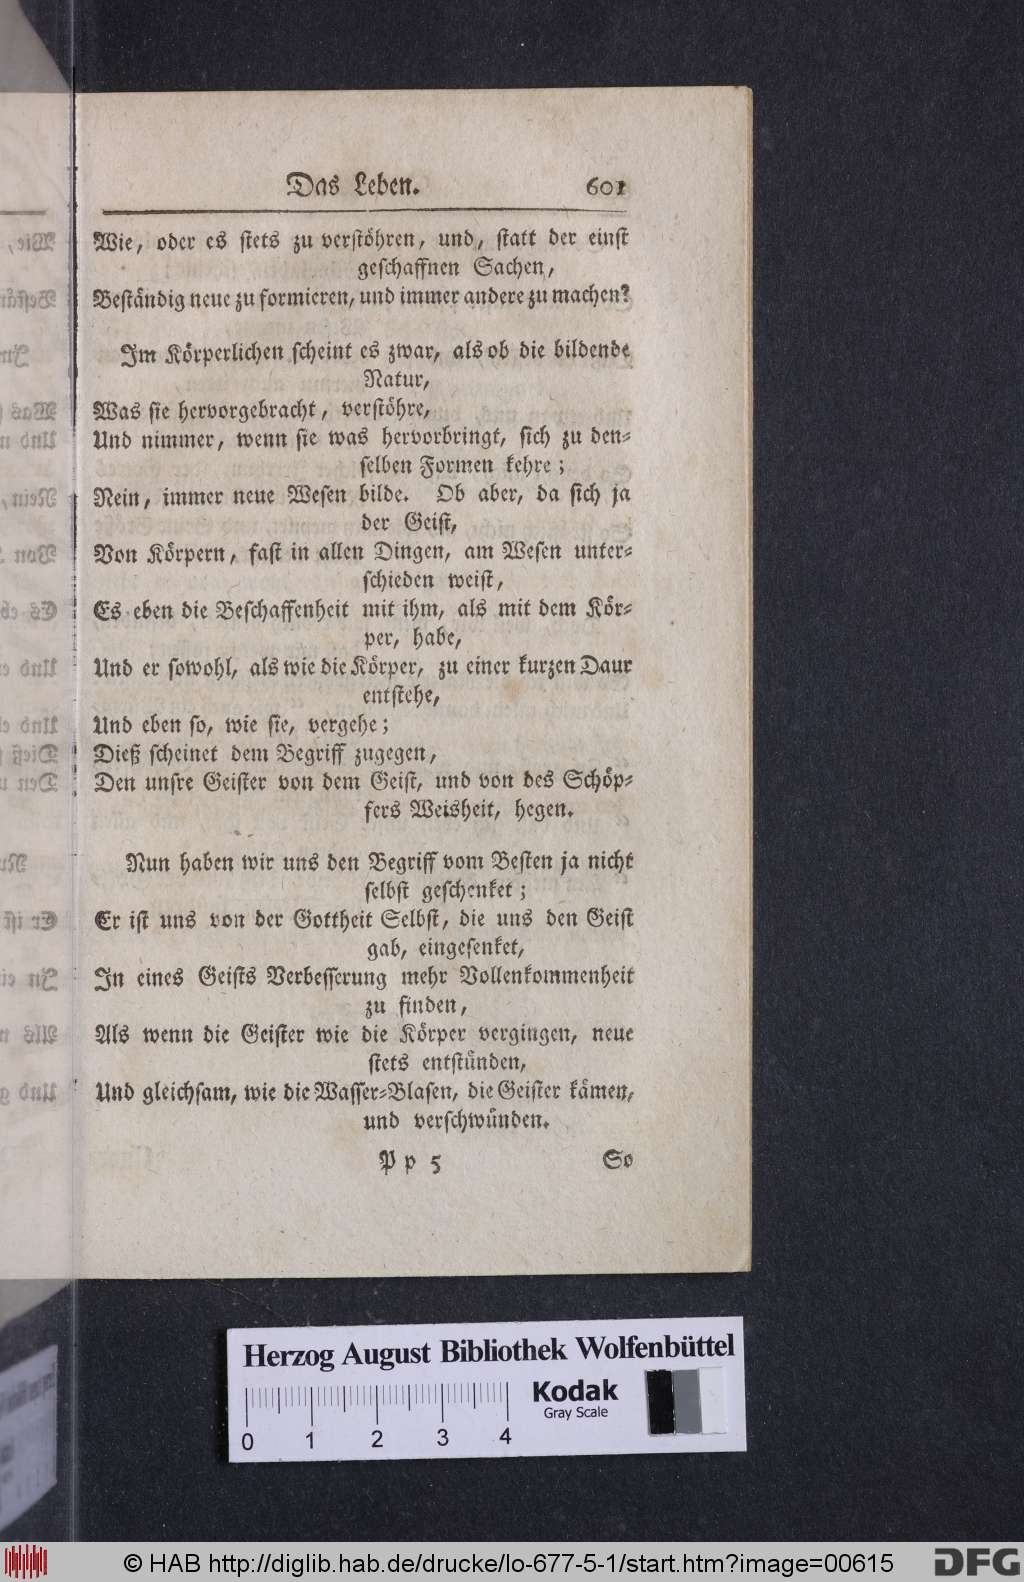 Das Leben. 601
Wie, oder es stets zu verstöhren, und, statt der einst
geschaffnen Sachen,
Beständig neue zu formieren, und immer andere zu machen?
Im Körperlichen scheint es zwar, als ob die bildende
Natur,
Was sie hervorgebracht, verstöhre,
Und nimmer, wenn sie was hervorbringt, sich zu den-
selben Formen kehre;
Nein, immer neue Wesen bilde. Ob aber, da sich ja
der Geist,
Von Körpern, fast in allen Dingen, am Wesen unter-
schieden weist,
Es eben die Beschaffenheit mit ihm, als mit dem Kör-
per, habe,
Und er sowohl, als wie die Körper, zu einer kurzen Daur
entstehe,
Und eben so, wie sie, vergehe;
Dieß scheinet dem Begriff zugegen,
Den unsre Geister von dem Geist, und von des Schöp-
fers Weisheit, hegen.
Nun haben wir uns den Begriff vom Besten ja nicht
selbst geschenket;
Er ist uns von der Gottheit Selbst, die uns den Geist
gab, eingesenket,
In eines Geists Verbesserung mehr Vollenkommenheit
zu finden,
Als wenn die Geister wie die Körper vergingen, neue
stets entstünden,
Und gleichsam, wie die Wasser-Blasen, die Geister kämen,
und verschwünden.
Pp 5 So
Herzog August Bibliothek Wolfenbüttel
Kodak
Gray Scale
0 1 2 3 4
© HAB http://diglib.hab.de/drucke/lo-677-5-1/start.htm?image=00615
DFG